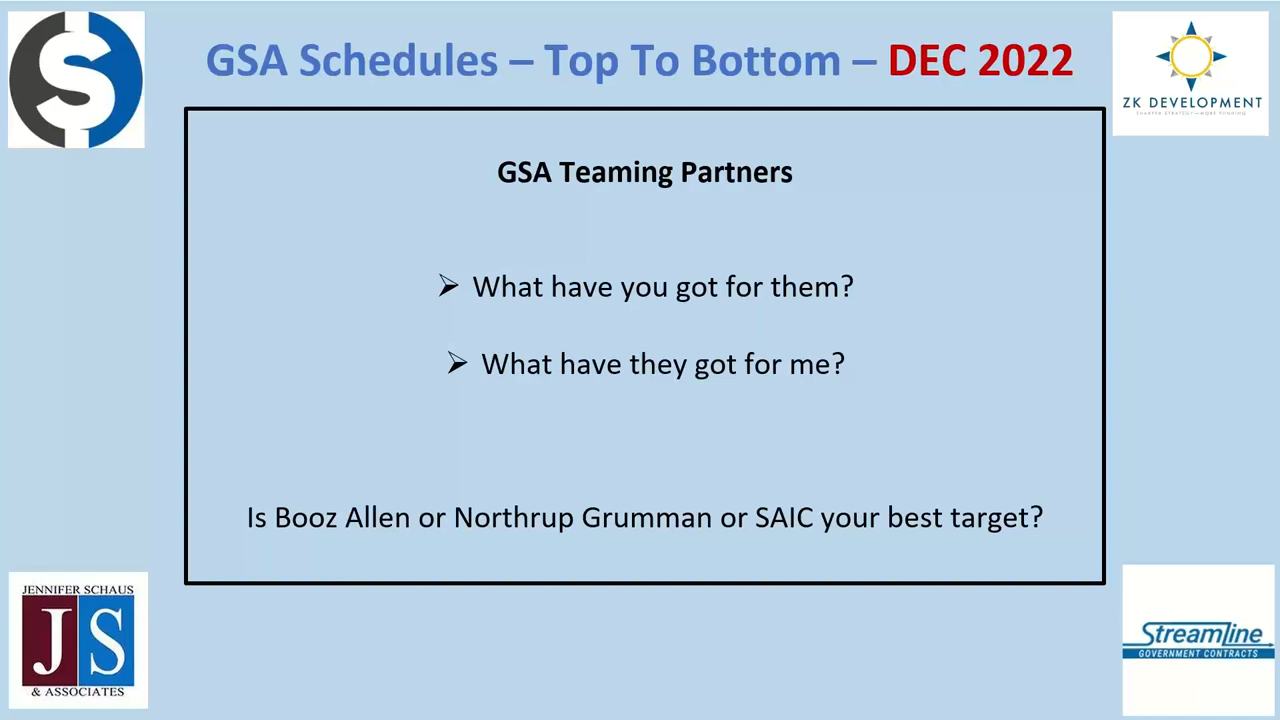 GSA Schedules – Top To Bottom – DEC 2022
ZK DEVELOPMENT
GSA Teaming Partners
➢ What have you got for them?
➢ What have they got for me?
Is Booz Allen or Northrup Grumman or SAIC your best target?
JENNIFER SCHAUS
JS
& ASSOCIATES
Streamline
GOVERNMENT CONTRACTS